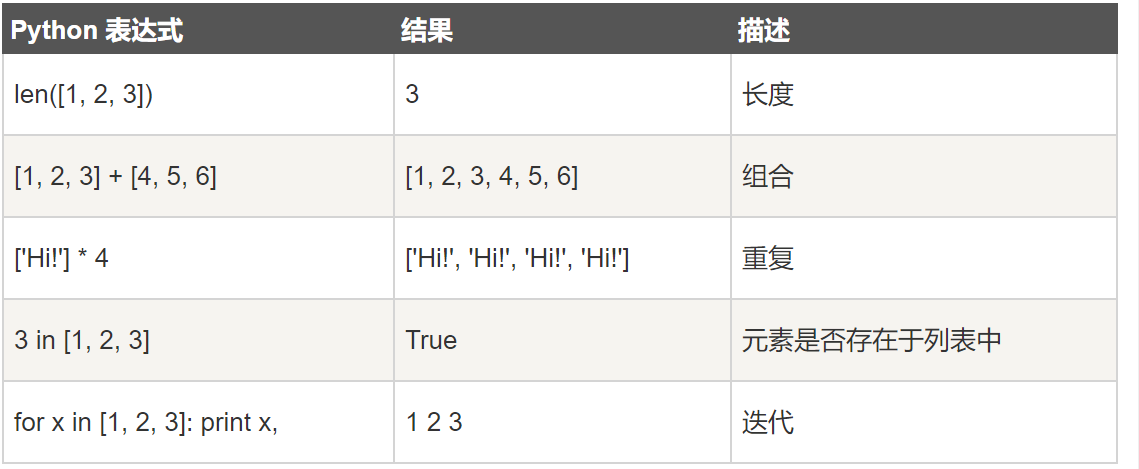 Python 表达式 结果 描述
len([1, 2, 3]) 3 长度
[1, 2, 3] + [4, 5, 6] [1, 2, 3, 4, 5, 6] 组合
['Hi!'] * 4 ['Hi!', 'Hi!', 'Hi!', 'Hi!'] 重复
3 in [1, 2, 3] True 元素是否存在于列表中
for x in [1, 2, 3]: print x, 1 2 3 迭代